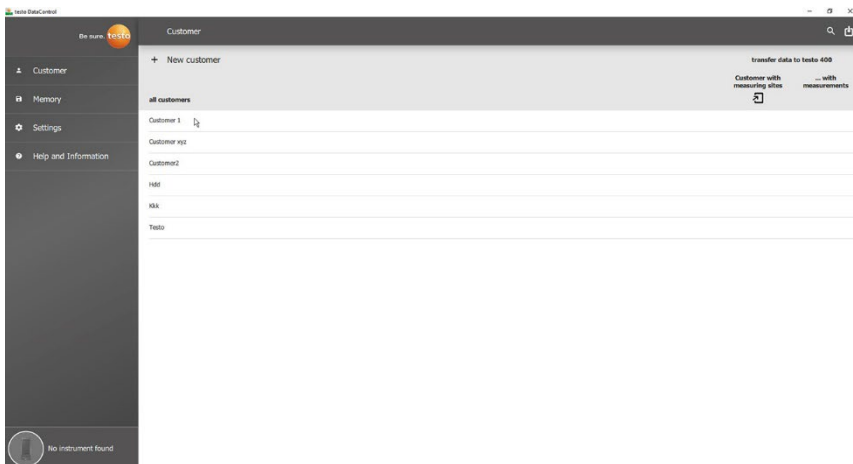 testo DataControl
Be sure. testo
Customer
Memory
Settings
Help and Information
No instrument found
Customer
+ New customer
transfer data to testo 400
Customer with
measuring sites
... with
measurements
all customers
Customer 1
Customer xyz
Customer2
Hdd
Kkk
Testo